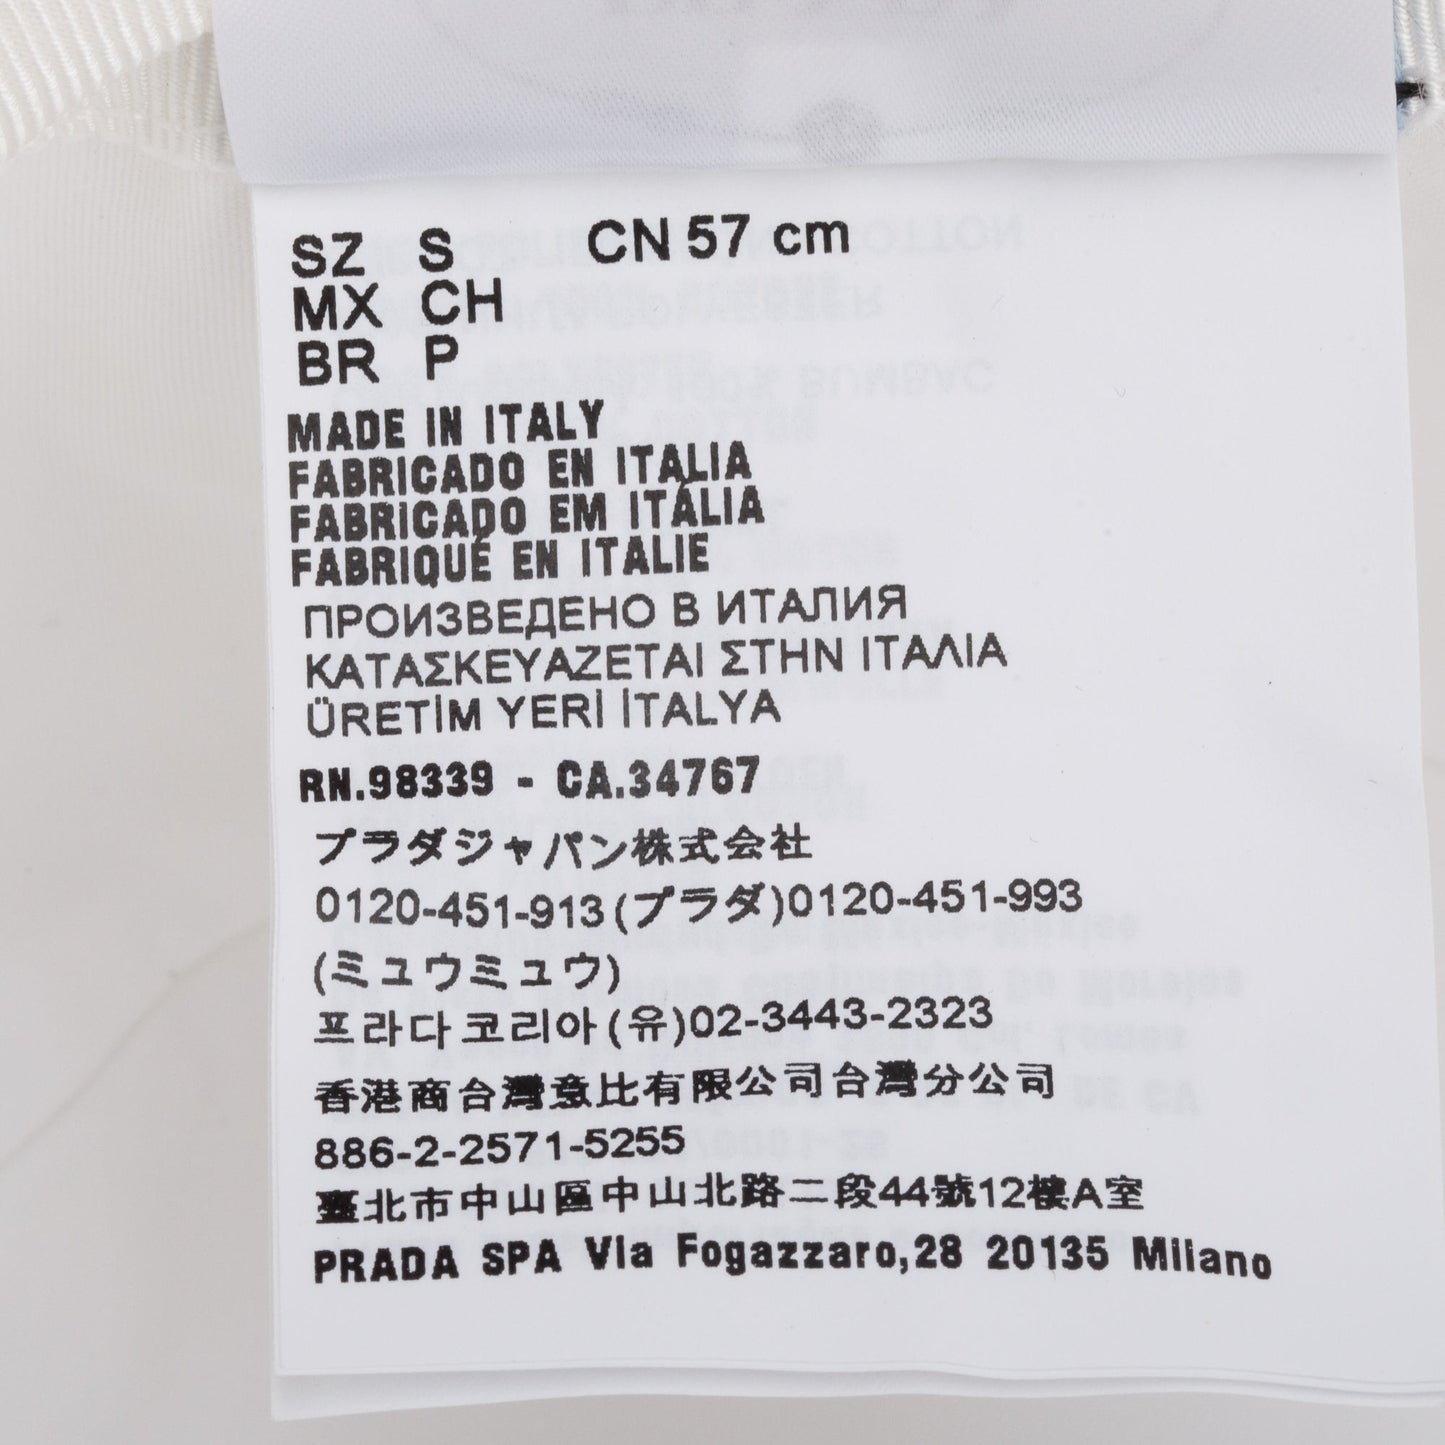 SZ S CN 57 cm
MX CH
BR P
MADE IN ITALY
FABRICADO EN ITALIA
FABRICADO EM ITÁLIA
FABRIQUÉ EN ITALIE
ПРОИЗВЕДЕНО В ИТАЛИЯ
ΚΑΤΑΣΚΕΥΑΖΕΤΑΙ ΣΤΗΝ ΙΤΑΛΙΑ
ÜRETİM YERİ İTALYA
RN.98339 - CA.34767
プラダジャパン株式会社
0120-451-913(プラダ)0120-451-993
(ミュウミュウ)
프라다코리아(유)02-3443-2323
香港商台灣意比有限公司台灣分公司
886-2-2571-5255
臺北市中山區中山北路二段44號12樓A室
PRADA SPA Via Fogazzaro,28 20135 Milano